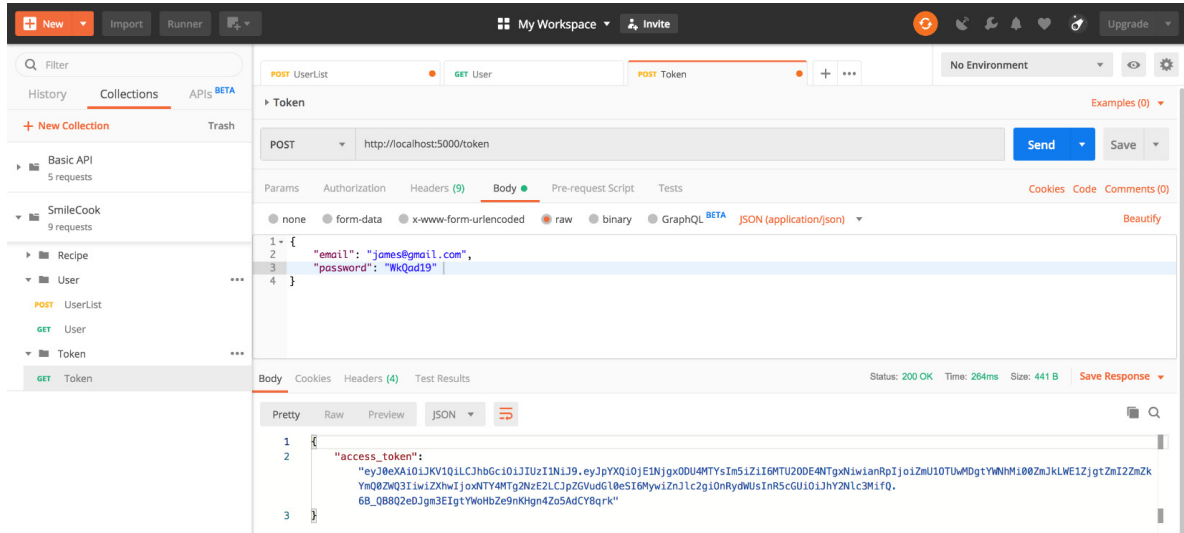 New Import Runner My Workspace Invite Upgrade
Filter
History Collections APIs BETA
+ New Collection Trash
Basic API
5 requests
SmileCook
9 requests
Recipe
User
POST UserList
GET User
Token
GET Token
POST UserList GET User POST Token + No Environment
Token Examples (0)
POST http://localhost:5000/token Send Save
Params Authorization Headers (9) Body Pre-request Script Tests Cookies Code Comments (0)
none form-data x-www-form-urlencoded raw binary GraphQL BETA JSON (application/json) Beautify
1 {
2 "email": "james@gmail.com",
3 "password": "WkQad19"
4 }
Body Cookies Headers (4) Test Results Status: 200 OK Time: 264ms Size: 441 B Save Response
Pretty Raw Preview JSON
1 {
2 "access_token":
"eyJ0eXAiOiJKV1QiLCJhbGciOiJIUzI1NiJ9.eyJpYXQiOjE1NjgxODU4MTYsIm5iZiI6MTU2ODE4NTgxNiwianRpIjoiZmU1OTUwMDgtYWNhMi00ZmJkLWE1ZjgtZmI2ZmZk
YmQ0ZWQ3IiwiZXhwIjoxNTY4MTg2NzE2LCJpZGVudGl0eSI6MywiZnJlc2giOnRydWUsInR5cGUiOiJhY2Nlc3MifQ.
6B_QB8Q2eDJgm3EIgtYWoHbZe9nKHgn4Zo5AdCY8qrk"
3 }